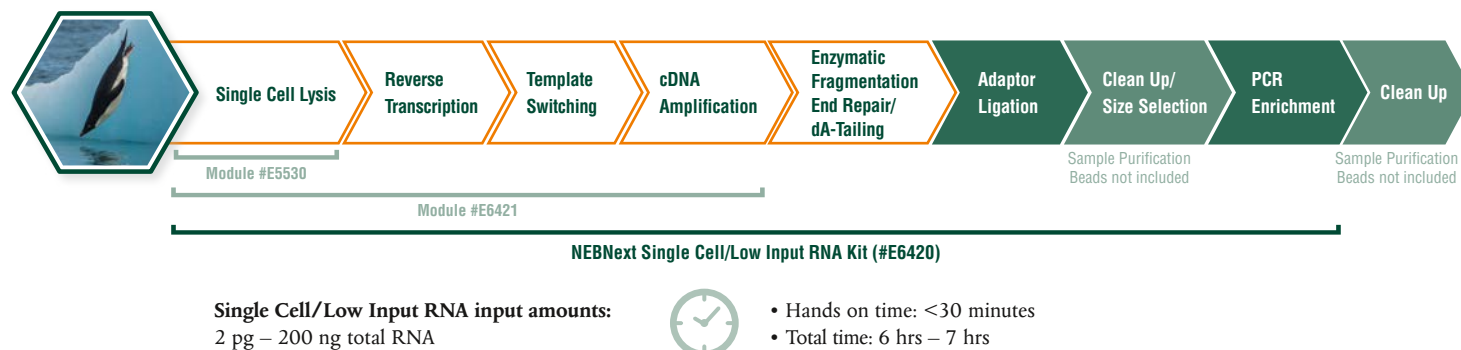 Single Cell Lysis
Reverse
Transcription
Template
Switching
cDNA
Amplification
Enzymatic
Fragmentation
End Repair/
dA-Tailing
Adaptor
Ligation
Clean Up/
Size Selection
PCR
Enrichment
Clean Up
Sample Purification
Beads not included
Sample Purification
Beads not included
Module #E5530
Module #E6421
NEBNext Single Cell/Low Input RNA Kit (#E6420)
Single Cell/Low Input RNA input amounts:
2 pg – 200 ng total RNA
• Hands on time: <30 minutes
• Total time: 6 hrs – 7 hrs